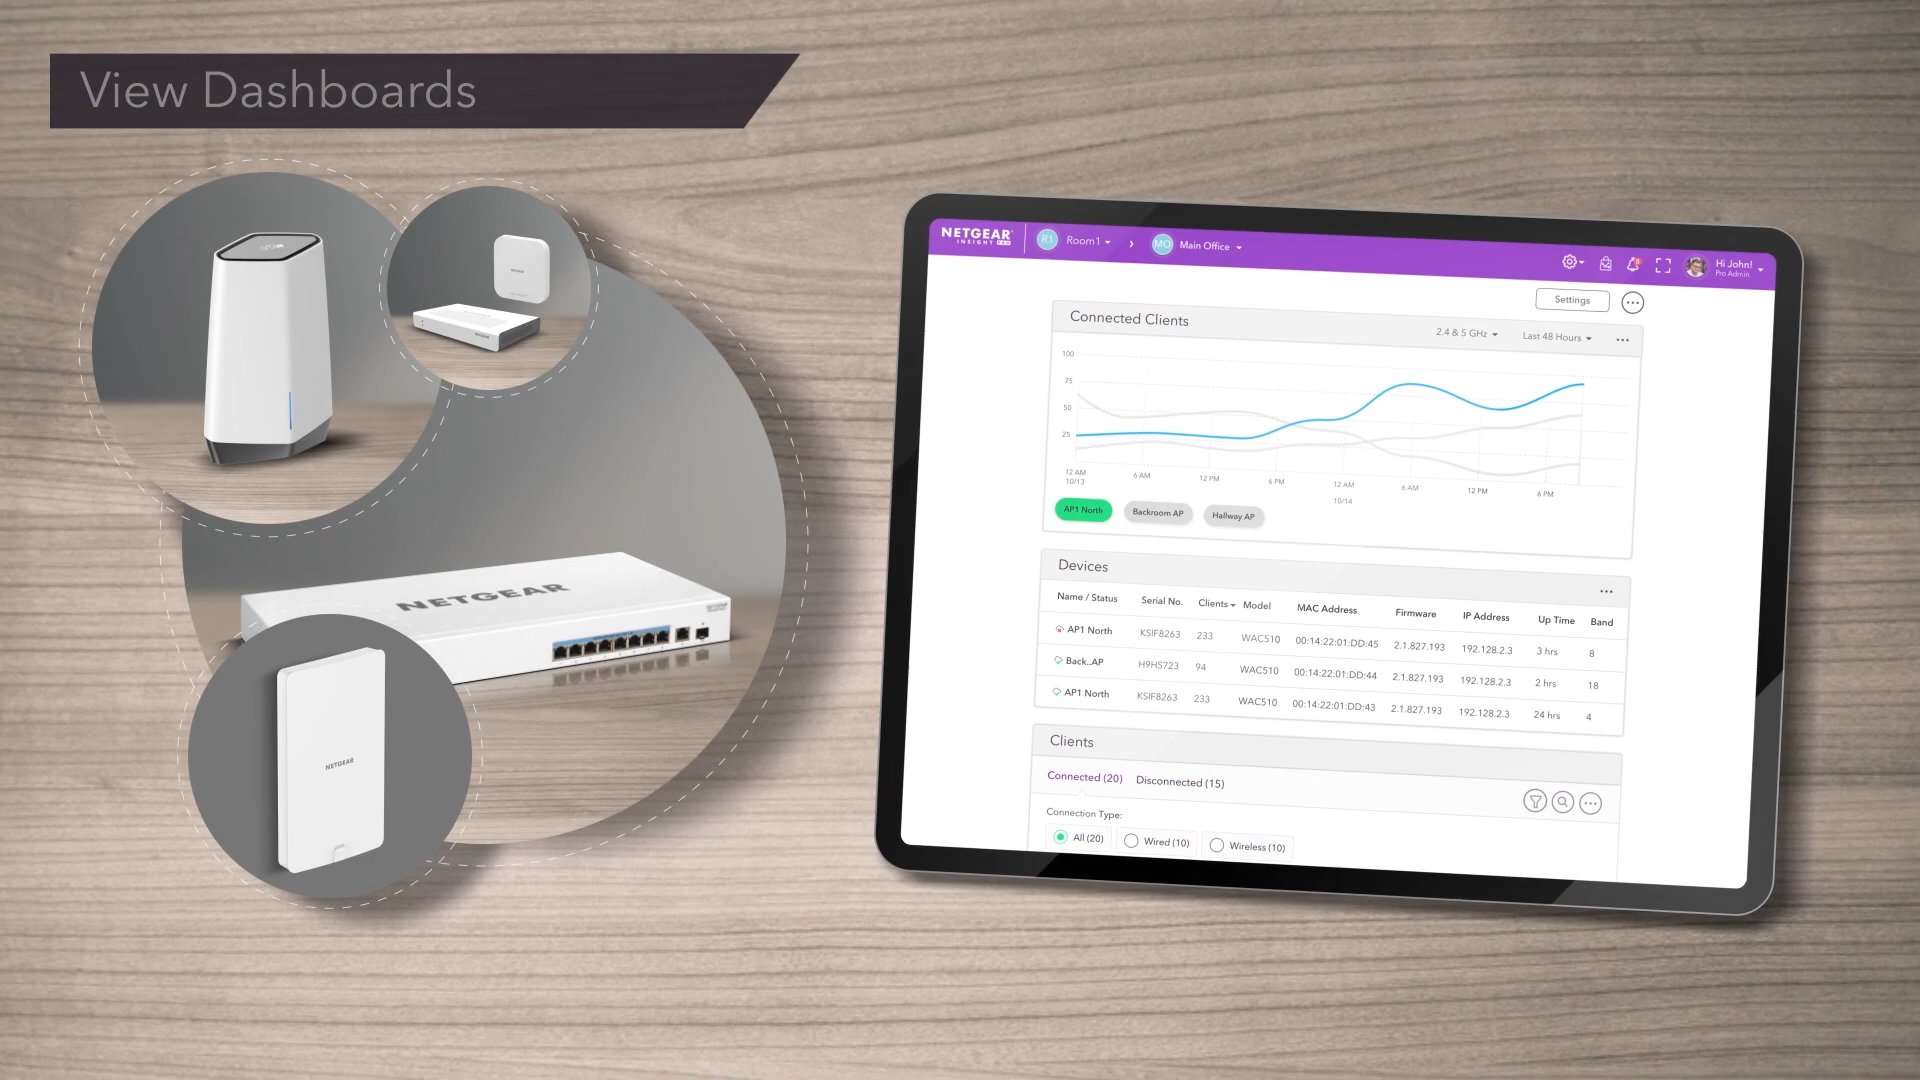 View Dashboards
NETGEAR
INSIGHT PRO
R1 Room1
MO Main Office
Hi John!
Pro Admin
Settings
Connected Clients
2.4 & 5 GHz
Last 48 Hours
100
75
50
25
12 AM 6 AM 12 PM 6 PM 12 AM 6 AM 12 PM 6 PM
10/13 10/14
AP1 North Backroom AP Hallway AP
Devices
Name / Status Serial No. Clients Model MAC Address Firmware IP Address Up Time Band
AP1 North KSIF8263 233 WAC510 00:14:22:01:DD:45 2.1.827.193 192.128.2.3 3 hrs 8
Back..AP H9HS723 94 WAC510 00:14:22:01:DD:44 2.1.827.193 192.128.2.3 2 hrs 18
AP1 North KSIF8263 233 WAC510 00:14:22:01:DD:43 2.1.827.193 192.128.2.3 24 hrs 4
Clients
Connected (20) Disconnected (15)
Connection Type:
All (20) Wired (10) Wireless (10)
NETGEAR
NETGEAR